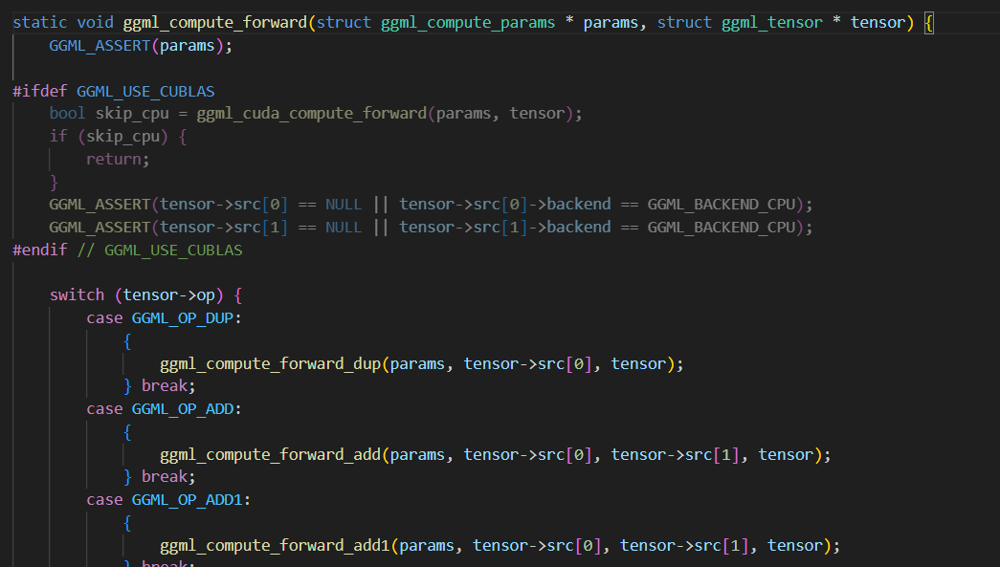 static void ggml_compute_forward(struct ggml_compute_params * params, struct ggml_tensor * tensor) {
    GGML_ASSERT(params);

#ifdef GGML_USE_CUBLAS
    bool skip_cpu = ggml_cuda_compute_forward(params, tensor);
    if (skip_cpu) {
        return;
    }
    GGML_ASSERT(tensor->src[0] == NULL || tensor->src[0]->backend == GGML_BACKEND_CPU);
    GGML_ASSERT(tensor->src[1] == NULL || tensor->src[1]->backend == GGML_BACKEND_CPU);
#endif // GGML_USE_CUBLAS

    switch (tensor->op) {
        case GGML_OP_DUP:
            {
                ggml_compute_forward_dup(params, tensor->src[0], tensor);
            } break;
        case GGML_OP_ADD:
            {
                ggml_compute_forward_add(params, tensor->src[0], tensor->src[1], tensor);
            } break;
        case GGML_OP_ADD1:
            {
                ggml_compute_forward_add1(params, tensor->src[0], tensor->src[1], tensor);
            } break;